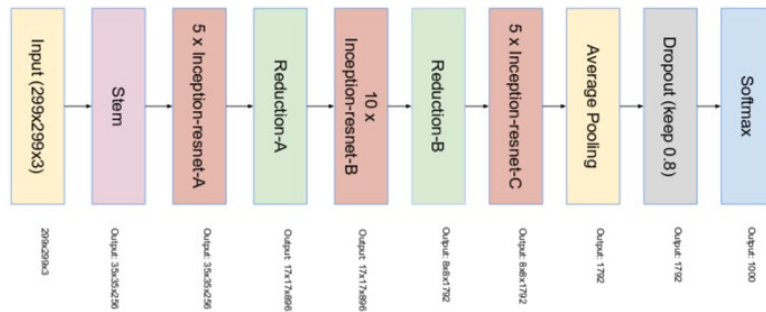 Input (299x299x3)
Stem
5 x Inception-resnet-A
Reduction-A
10 x
Inception-resnet-B
Reduction-B
5 x Inception-resnet-C
Average Pooling
Dropout (keep 0.8)
Softmax
299x299x3
Output: 35x35x256
Output: 35x35x256
Output: 17x17x896
Output: 17x17x896
Output: 8x8x1792
Output: 8x8x1792
Output: 1792
Output: 1792
Output: 1000